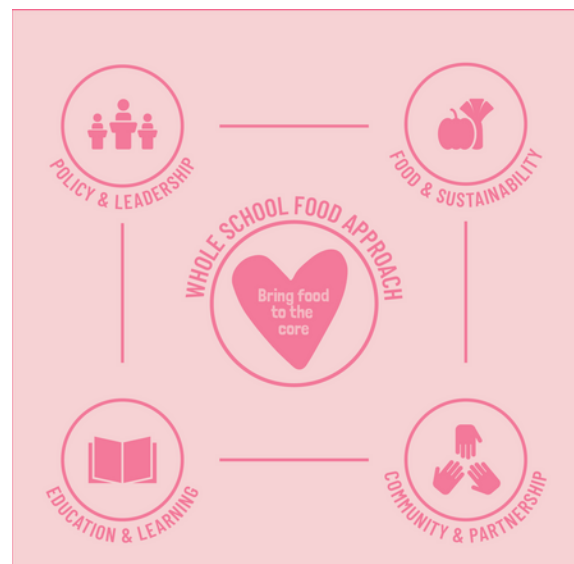 POLICY & LEADERSHIP
FOOD & SUSTAINABILITY
WHOLE SCHOOL FOOD APPROACH
Bring food
to the
core
EDUCATION & LEARNING
COMMUNITY & PARTNERSHIP